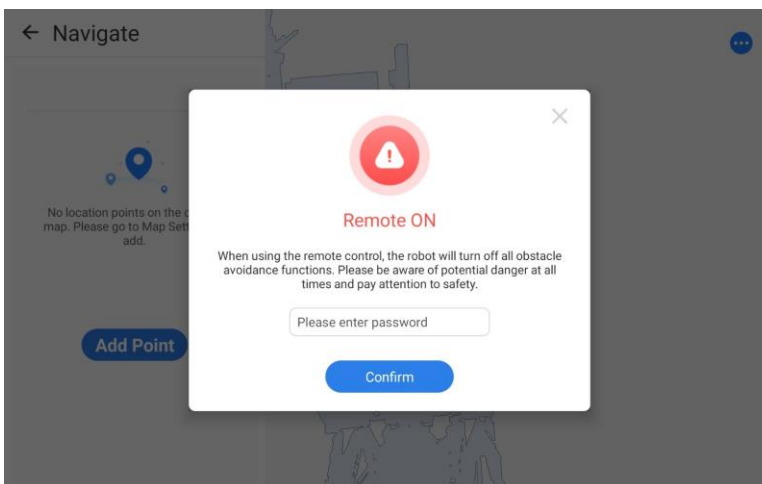 Navigate
No location points on the
map. Please go to Map
add.
Add Point
Remote ON
When using the remote control, the robot will turn off all obstacle
avoidance functions. Please be aware of potential danger at all
times and pay attention to safety.
Please enter password
Confirm